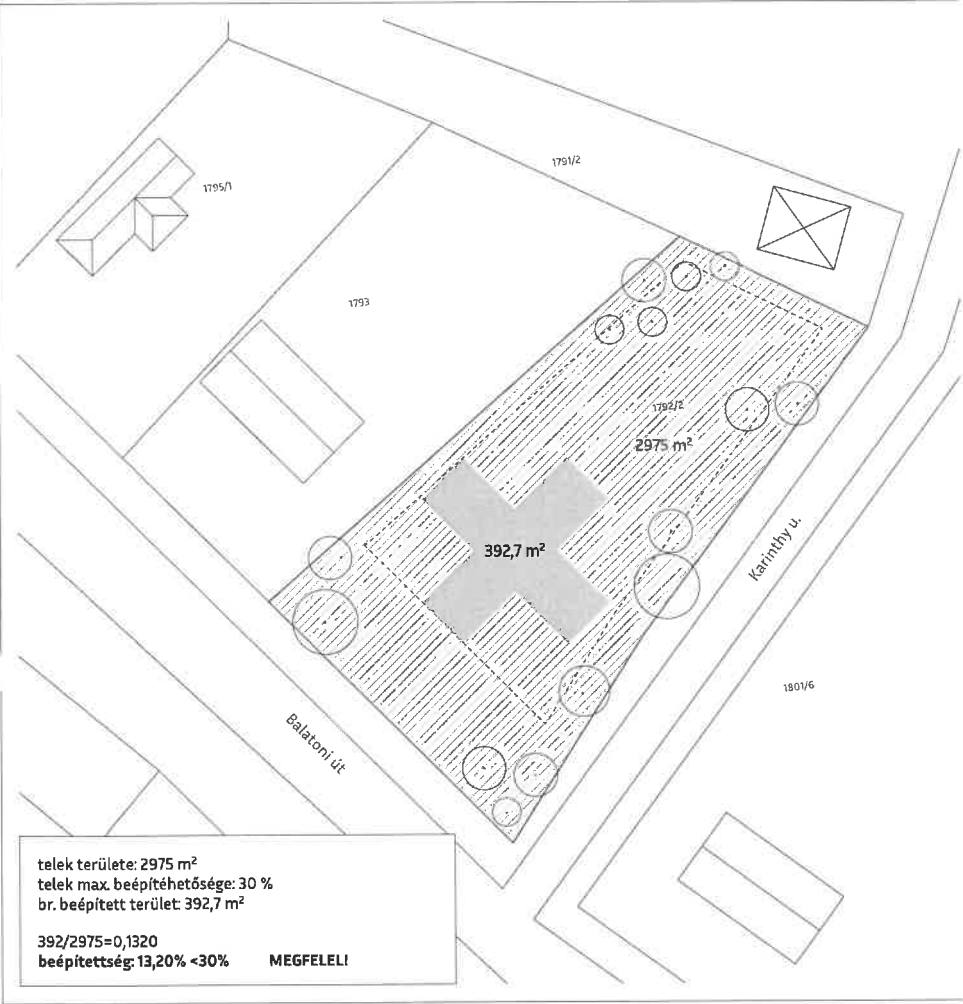 1791/2
1795/1
1793
1792/2
2975 m²
392,7 m²
Karinthy u.
1801/6
Balatoni út
telek területe: 2975 m²
telek max. beépítéhetősége: 30 %
br. beépített terület: 392,7 m²
392/2975=0,1320
beépítettség: 13,20% <30% MEGFELEL!